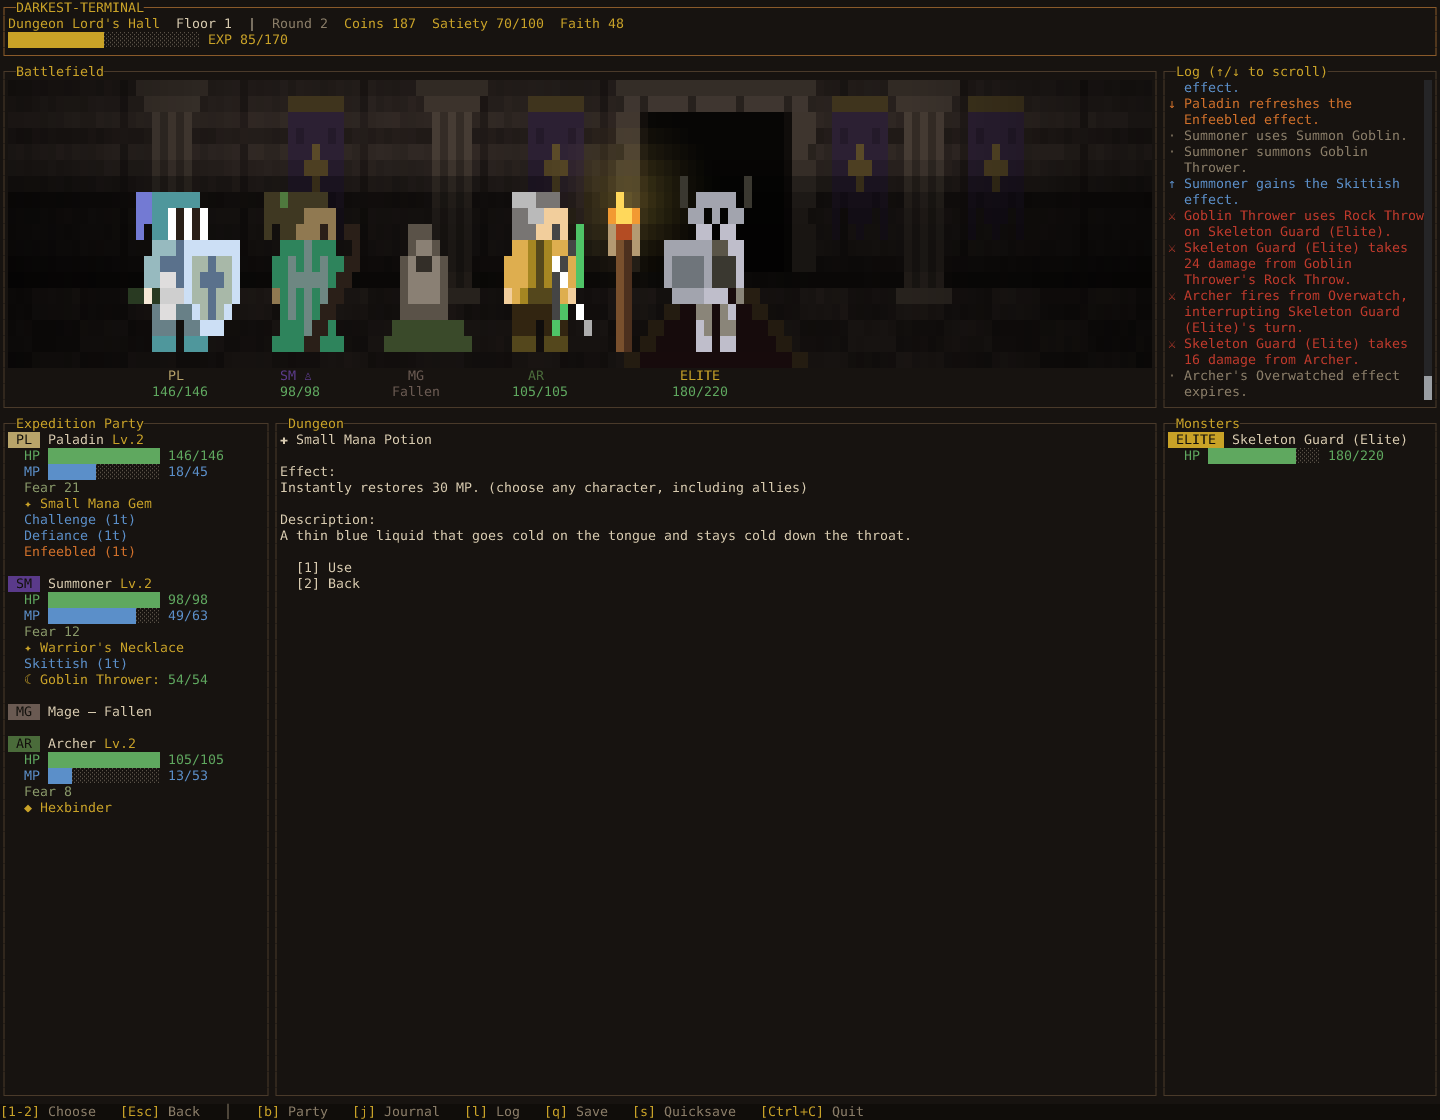 DARKEST-TERMINAL
Dungeon Lord's Hall  Floor 1  |  Round 2  Coins 187  Satiety 70/100  Faith 48
EXP 85/170
Battlefield
PL  SM ♙  MG  AR  ELITE
146/146  98/98  Fallen  105/105  180/220
Log (↑/↓ to scroll)
effect.
↓ Paladin refreshes the
Enfeebled effect.
· Summoner uses Summon Goblin.
· Summoner summons Goblin
Thrower.
↑ Summoner gains the Skittish
effect.
⚔ Goblin Thrower uses Rock Throw
on Skeleton Guard (Elite).
⚔ Skeleton Guard (Elite) takes
24 damage from Goblin
Thrower's Rock Throw.
⚔ Archer fires from Overwatch,
interrupting Skeleton Guard
(Elite)'s turn.
⚔ Skeleton Guard (Elite) takes
16 damage from Archer.
· Archer's Overwatched effect
expires.
Expedition Party
PL Paladin Lv.2
HP 146/146
MP 18/45
Fear 21
✦ Small Mana Gem
Challenge (1t)
Defiance (1t)
Enfeebled (1t)
SM Summoner Lv.2
HP 98/98
MP 49/63
Fear 12
✦ Warrior's Necklace
Skittish (1t)
☾ Goblin Thrower: 54/54
MG Mage — Fallen
AR Archer Lv.2
HP 105/105
MP 13/53
Fear 8
◆ Hexbinder
Dungeon
✚ Small Mana Potion
Effect:
Instantly restores 30 MP. (choose any character, including allies)
Description:
A thin blue liquid that goes cold on the tongue and stays cold down the throat.
[1] Use
[2] Back
Monsters
ELITE Skeleton Guard (Elite)
HP 180/220
[1-2] Choose  [Esc] Back  │  [b] Party  [j] Journal  [l] Log  [q] Save  [s] Quicksave  [Ctrl+C] Quit